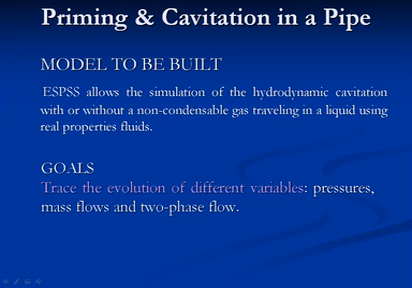 Priming & Cavitation in a Pipe
MODEL TO BE BUILT
ESPSS allows the simulation of the hydrodynamic cavitation
with or without a non-condensable gas traveling in a liquid using
real properties fluids.
GOALS
Trace the evolution of different variables: pressures,
mass flows and two-phase flow.